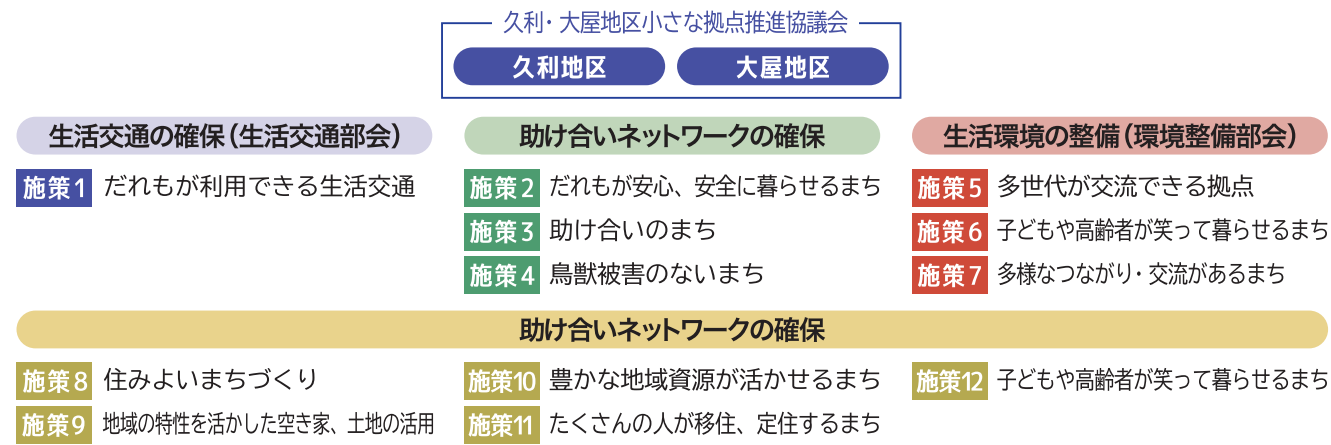 久利・大屋地区小さな拠点推進協議会
久利地区 大屋地区
生活交通の確保(生活交通部会)
施策1 だれもが利用できる生活交通
助け合いネットワークの確保
施策2 だれもが安心、安全に暮らせるまち
施策3 助け合いのまち
施策4 鳥獣被害のないまち
生活環境の整備(環境整備部会)
施策5 多世代が交流できる拠点
施策6 子どもや高齢者が笑って暮らせるまち
施策7 多様なつながり・交流があるまち
助け合いネットワークの確保
施策8 住みよいまちづくり
施策9 地域の特性を活かした空き家、土地の活用
施策10 豊かな地域資源が活かせるまち
施策11 たくさんの人が移住、定住するまち
施策12 子どもや高齢者が笑って暮らせるまち